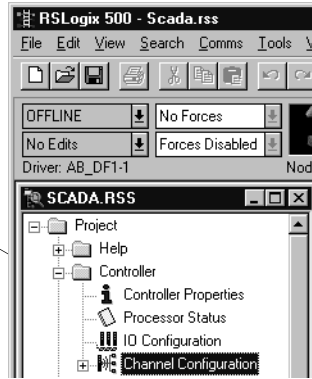 RSLogix 500 - Scada.rss
File Edit View Search Comms Tools
OFFLINE No Forces
No Edits Forces Disabled
Driver: AB_DF1-1 Nod
SCADA.RSS
Project
Help
Controller
Controller Properties
Processor Status
IO Configuration
Channel Configuration